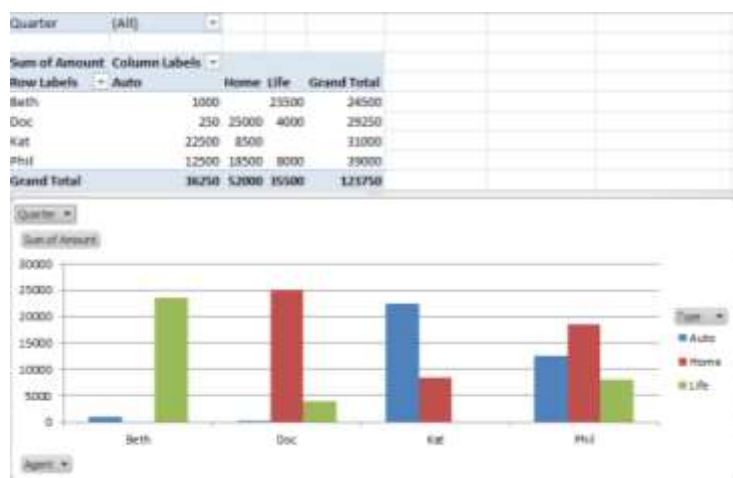 Quarter (All)
Sum of Amount Column Labels
Row Labels Auto Home Life Grand Total
Beth 1000 23500 24500
Doc 250 25000 4000 29250
Kat 22500 8500 31000
Phil 12500 18500 8000 39000
Grand Total 36250 52000 35500 123750
Quarter
Sum of Amount
30000
25000
20000
15000
10000
5000
0
Beth Doc Kat Phil
Type
Auto
Home
Life
Agent